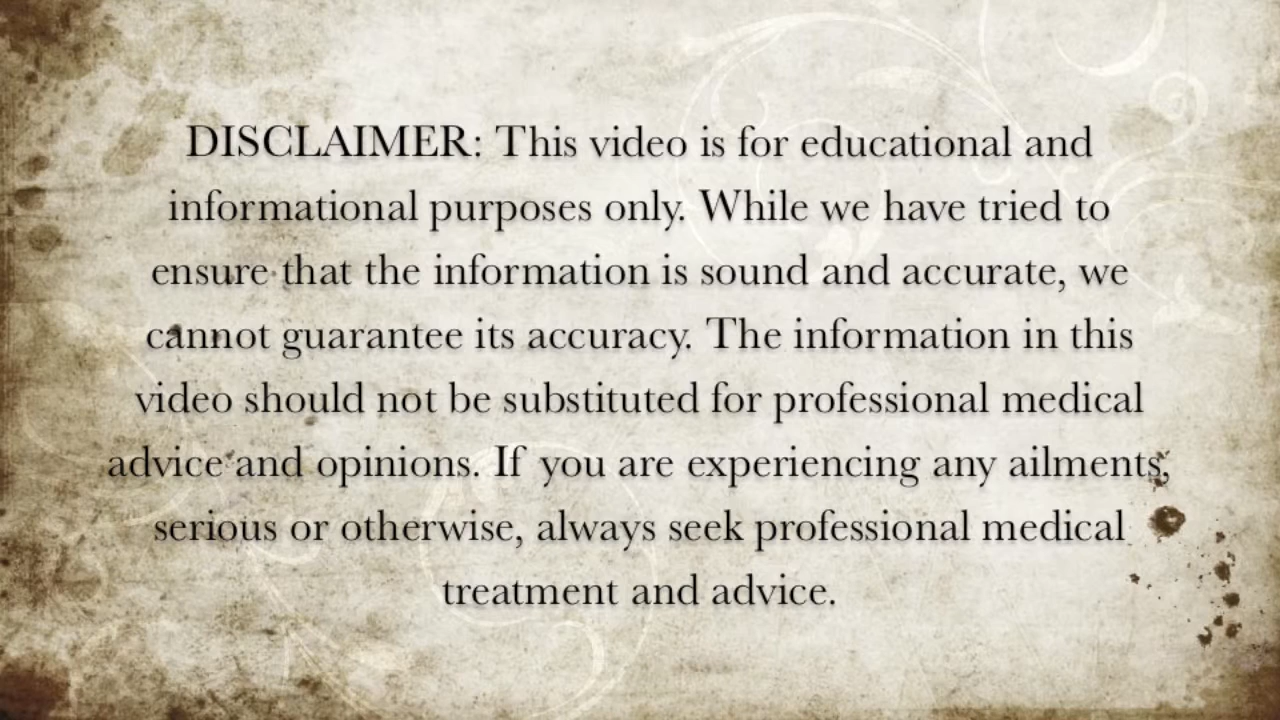 DISCLAIMER: This video is for educational and
informational purposes only. While we have tried to
ensure that the information is sound and accurate, we
cannot guarantee its accuracy. The information in this
video should not be substituted for professional medical
advice and opinions. If you are experiencing any ailments,
serious or otherwise, always seek professional medical
treatment and advice.